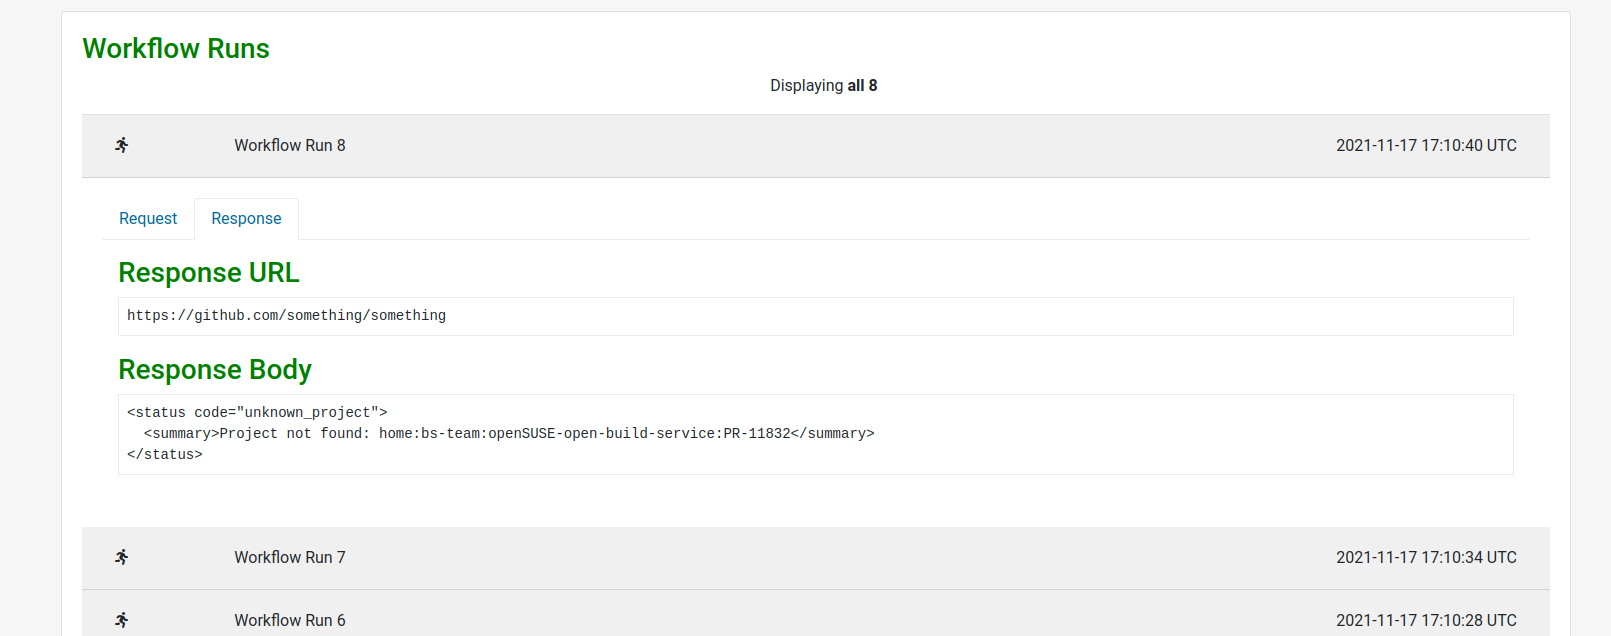 Workflow Runs
Displaying all 8
Workflow Run 8 2021-11-17 17:10:40 UTC
Request Response
Response URL
https://github.com/something/something
Response Body
<status code="unknown_project">
  <summary>Project not found: home:bs-team:openSUSE-open-build-service:PR-11832</summary>
</status>
Workflow Run 7 2021-11-17 17:10:34 UTC
Workflow Run 6 2021-11-17 17:10:28 UTC